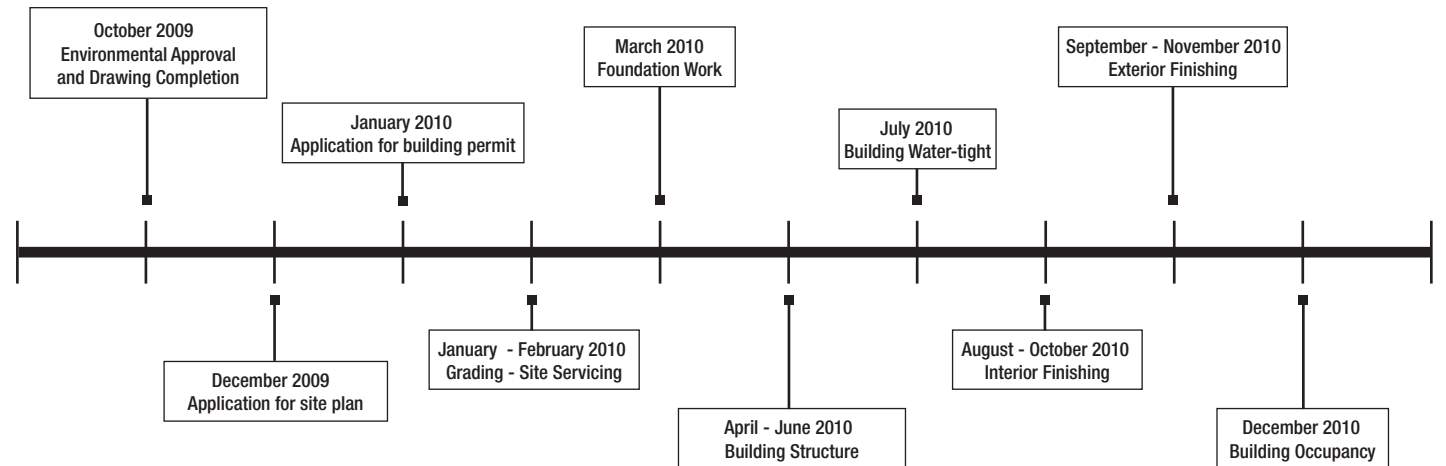 October 2009
Environmental Approval
and Drawing Completion
March 2010
Foundation Work
September - November 2010
Exterior Finishing
January 2010
Application for building permit
July 2010
Building Water-tight
January - February 2010
Grading - Site Servicing
August - October 2010
Interior Finishing
December 2009
Application for site plan
April - June 2010
Building Structure
December 2010
Building Occupancy